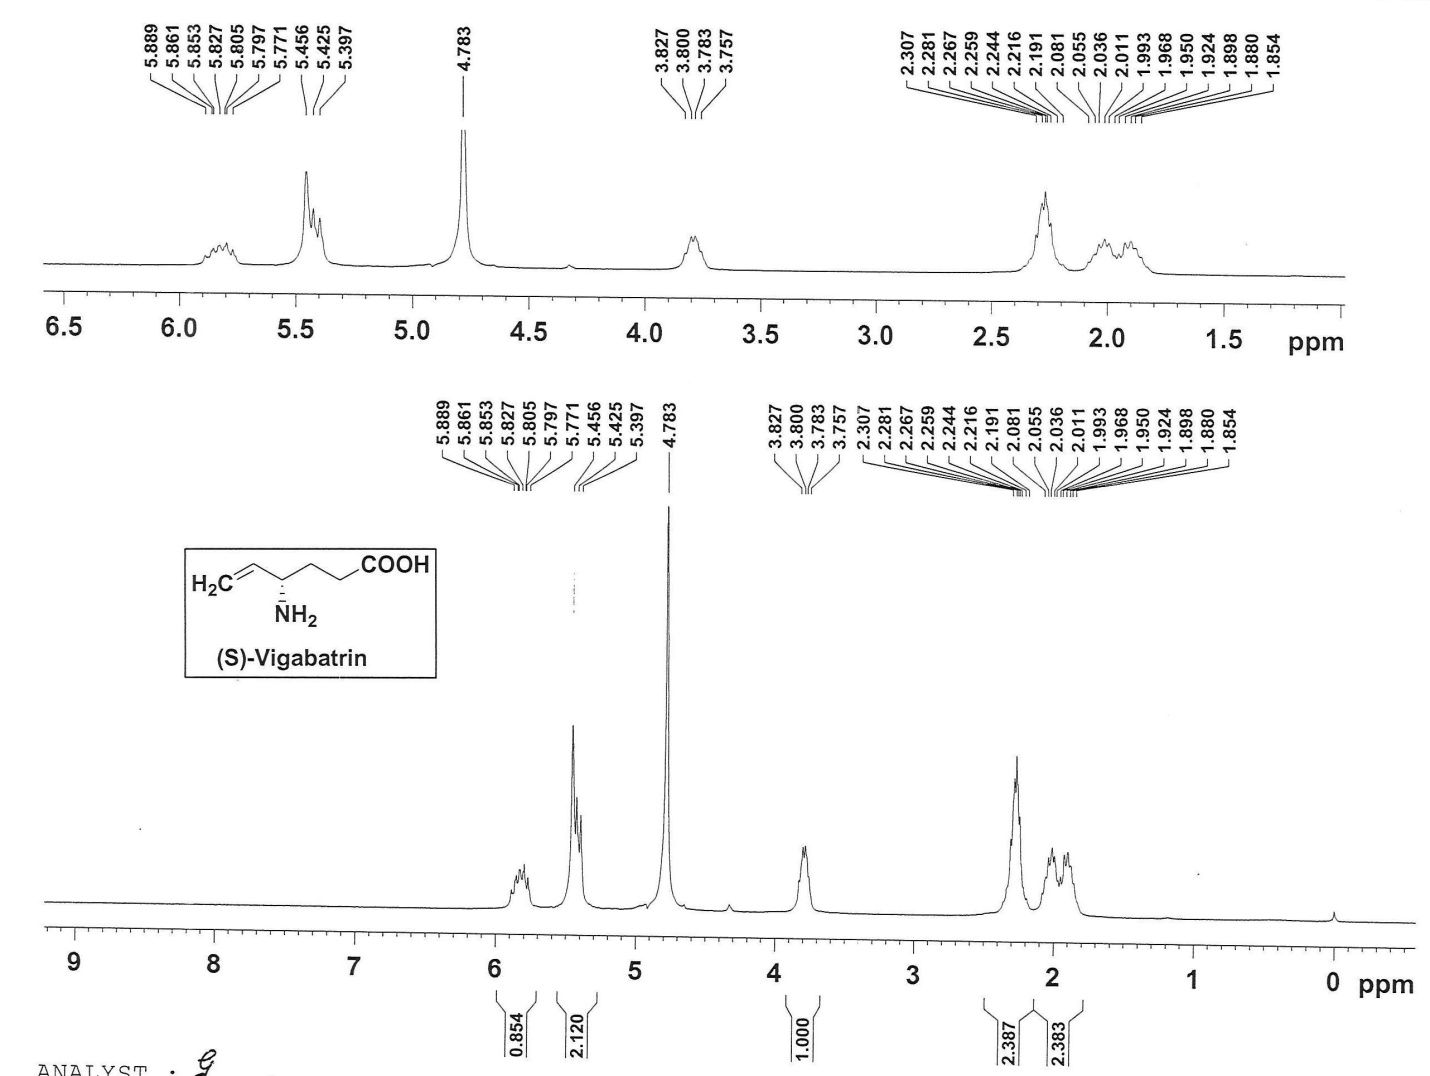 5.889 5.861 5.853 5.827 5.805 5.797 5.771 5.456 5.425 5.397 4.783 3.827 3.800 3.783 3.757 2.307 2.281 2.267 2.259 2.244 2.216 2.191 2.081 2.055 2.036 2.011 1.993 1.968 1.950 1.924 1.898 1.880 1.854
6.5 6.0 5.5 5.0 4.5 4.0 3.5 3.0 2.5 2.0 1.5 ppm
5.889 5.861 5.853 5.827 5.805 5.797 5.771 5.456 5.425 5.397 4.783 3.827 3.800 3.783 3.757 2.307 2.281 2.267 2.259 2.244 2.216 2.191 2.081 2.055 2.036 2.011 1.993 1.968 1.950 1.924 1.898 1.880 1.854
COOH
H₂C
NH₂
(S)-Vigabatrin
9 8 7 6 5 4 3 2 1 0 ppm
0.854 2.120 1.000 2.387 2.383
ANALYST :